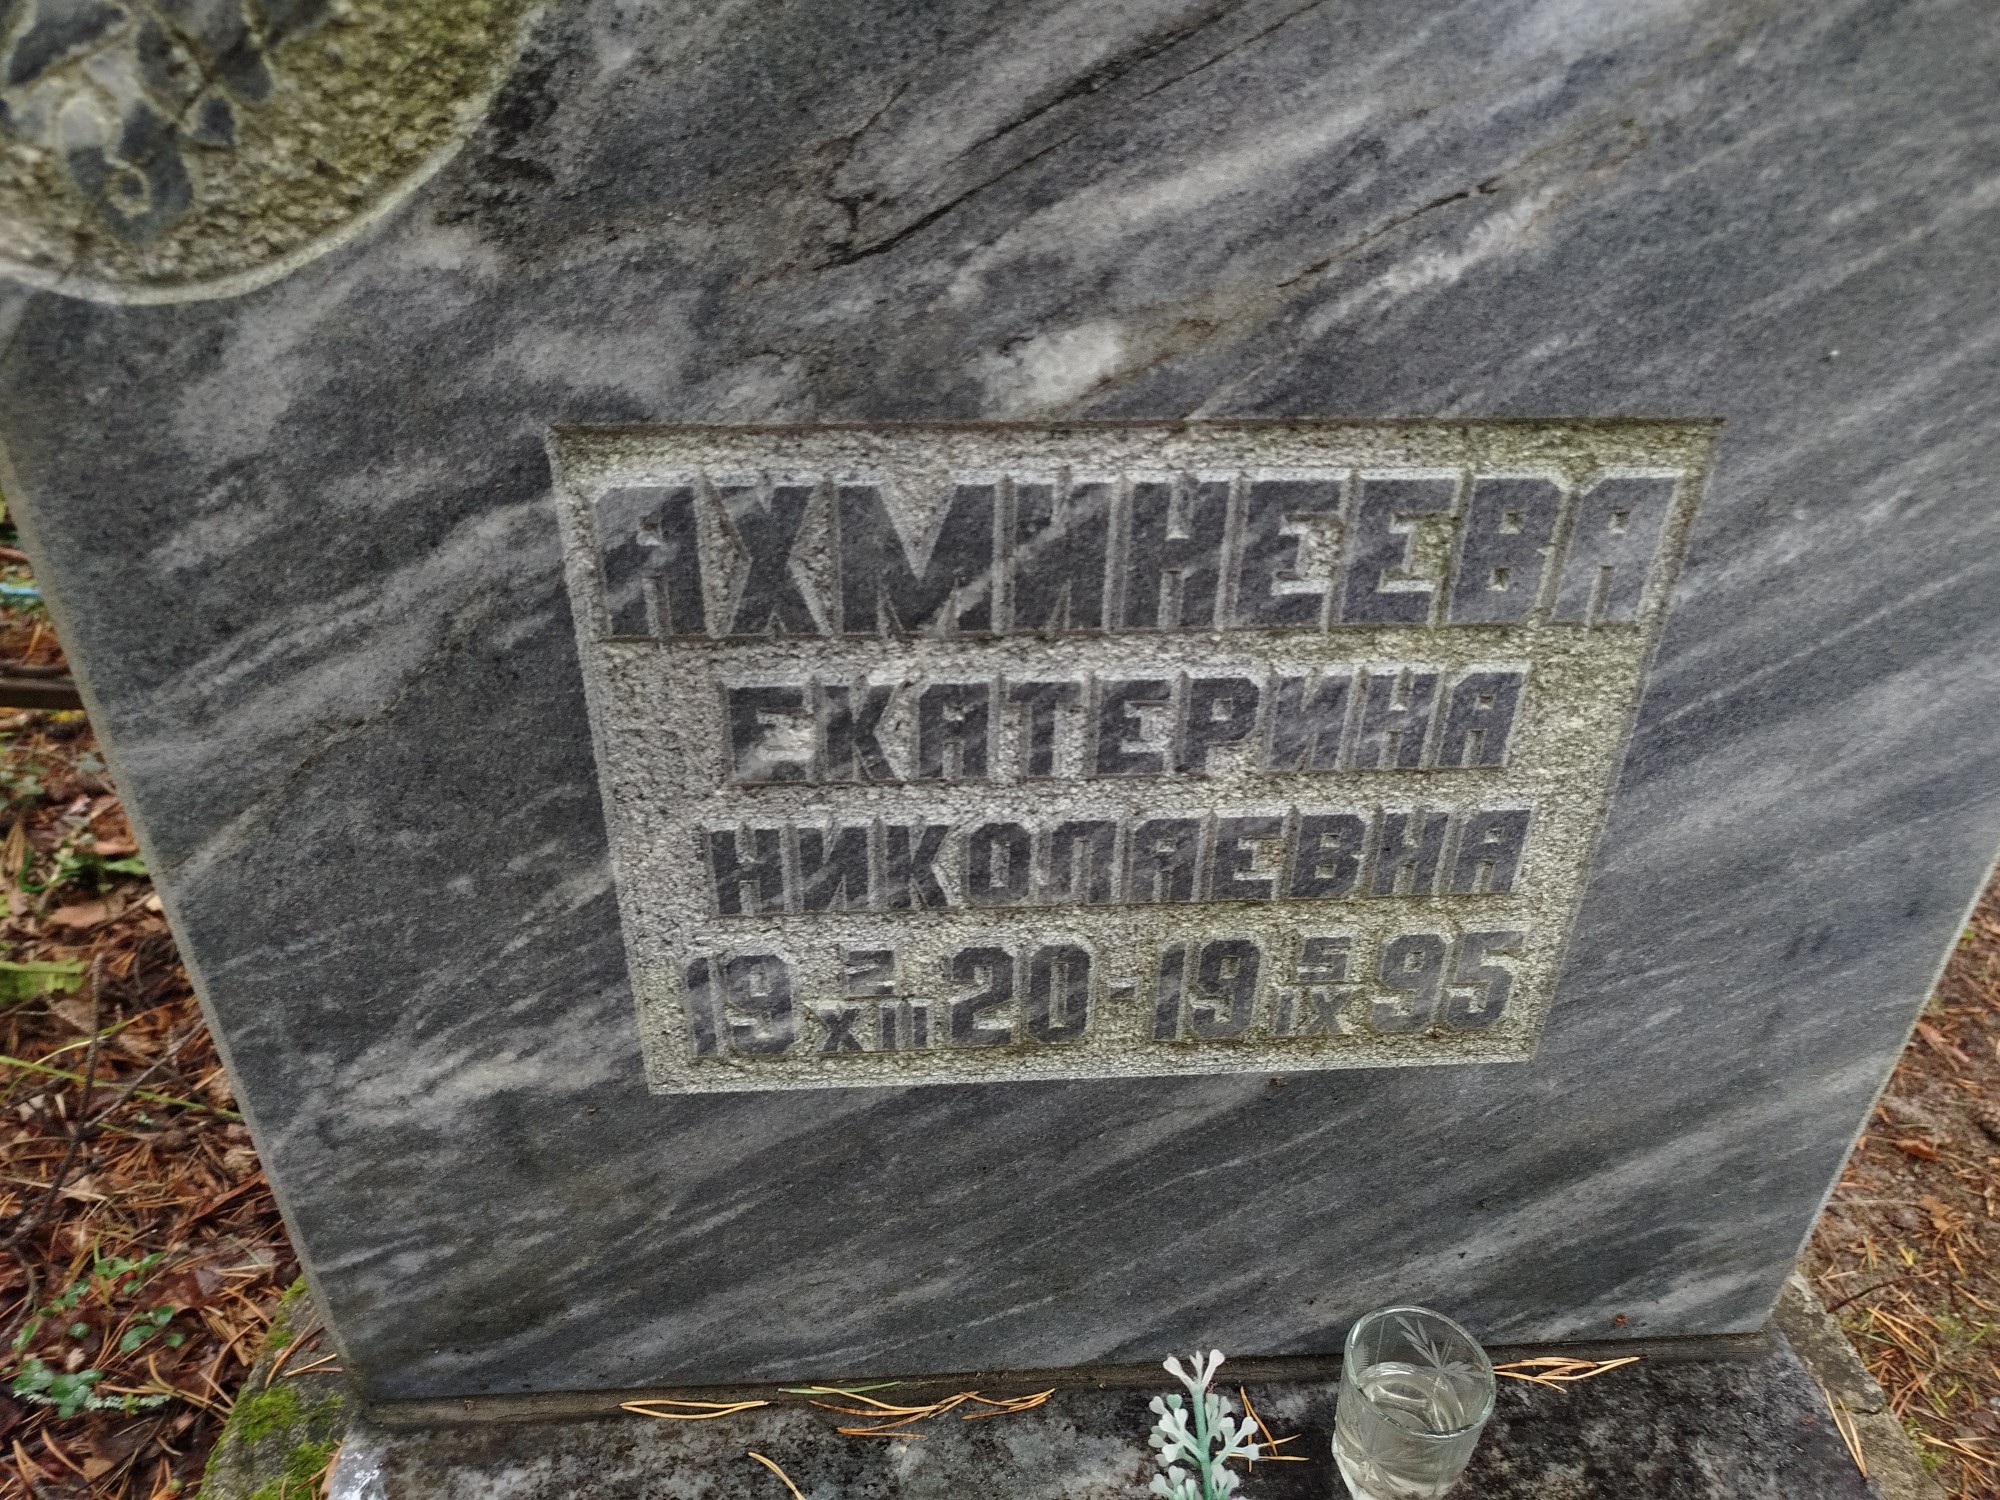 АХМИНЕЕВА
ЕКАТЕРИНА
НИКОЛАЕВНА
19 2/XII 20 - 19 5/IX 95